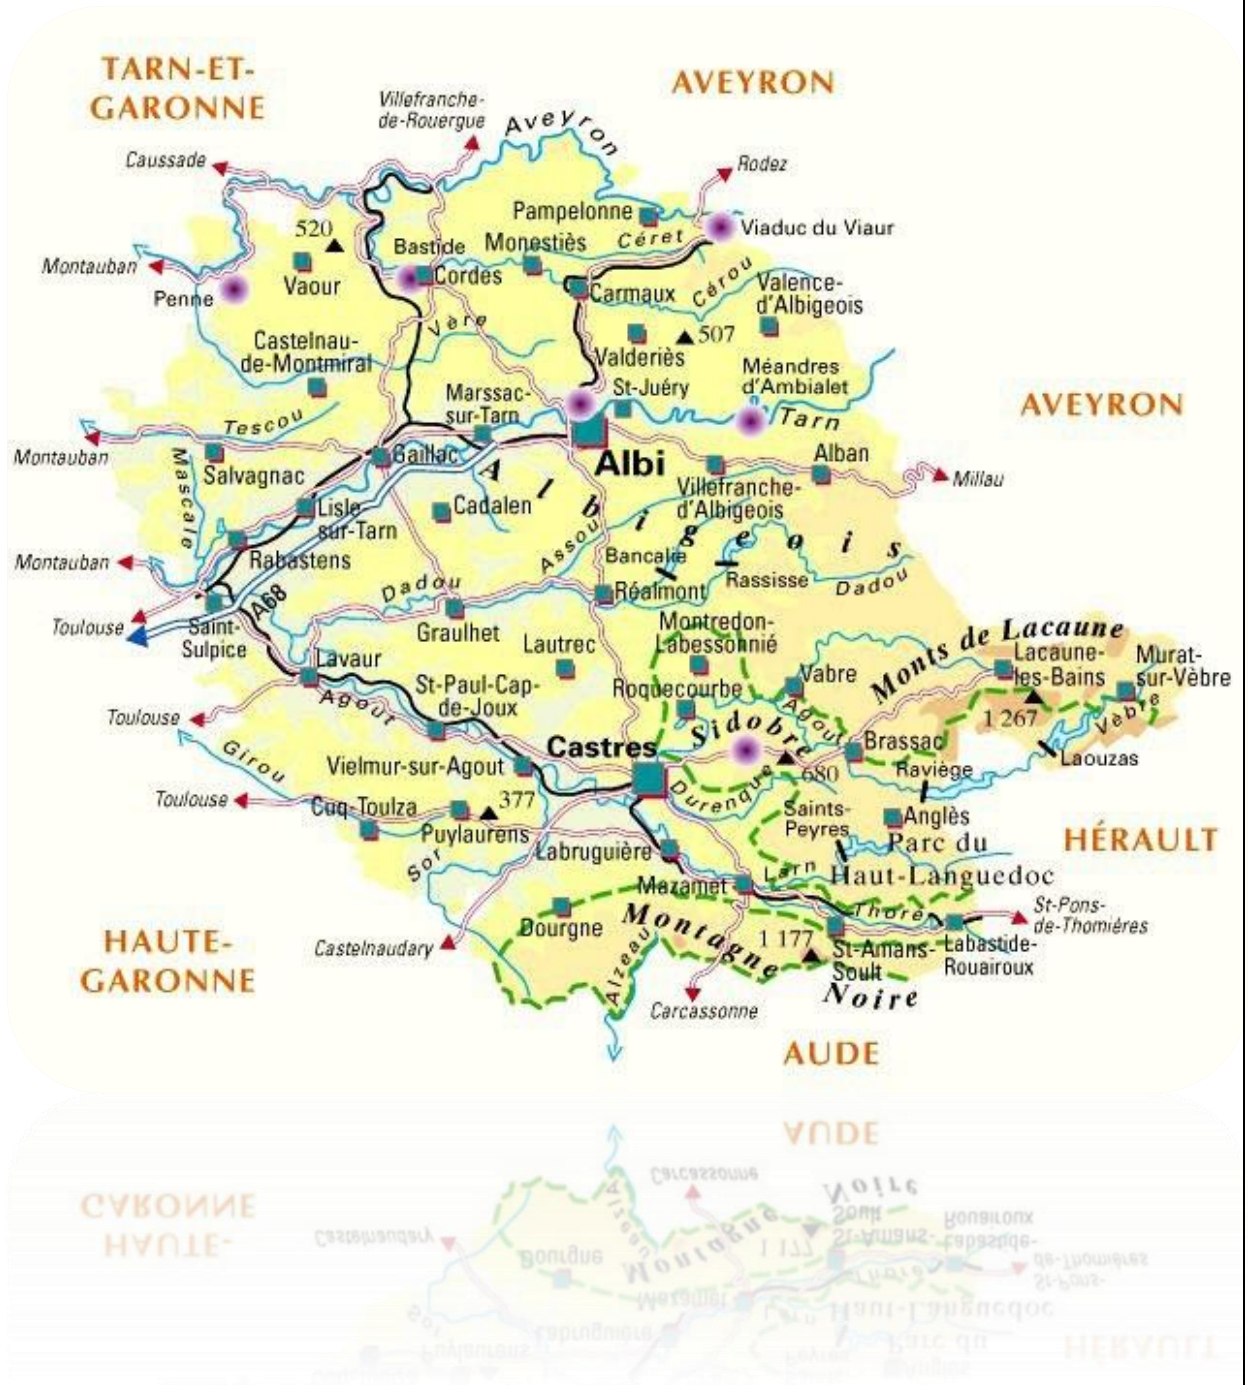 TARN-ET-
GARONNE
AVEYRON
Villefranche-
de-Rouergue
Aveyron
Caussade
Rodez
Pampelonne
Viaduc du Viaur
520
Bastide
Monestiès
Céret
Montauban
Cordes
Penne
Vaour
Carmaux
Cérou
Valence-
d'Albigeois
Vère
Castelnau-
de-Montmiral
507
Valderiès
Méandres
d'Ambialet
St-Juéry
Marssac-
sur-Tarn
AVEYRON
Tescou
Tarn
Montauban
Gaillac
Albi
Alban
Mascale
Salvagnac
Villefranche-
d'Albigeois
Millau
Cadalen
Lisle-
sur-Tarn
Albigeois
Assou
Bancalie
Rassisse
Dadou
Montauban
Rabastens
Dadou
Réalmont
A68
Toulouse
Saint-
Sulpice
Graulhet
Lautrec
Montredon-
Labessonnié
Monts de Lacaune
Lacaune-
les-Bains
Murat-
sur-Vèbre
Lavaur
St-Paul-Cap-
de-Joux
Roquecourbe
Vabre
Agout
Agout
Toulouse
1 267
Vèbre
Girou
Castres
Sidobre
Brassac
Laouzas
Vielmur-sur-Agout
680
Raviège
Durenque
Toulouse
Cuq-Toulza
377
Puylaurens
Saints-
Peyres
Anglès
HÉRAULT
Parc du
Haut-Languedoc
Sor
Labruguière
Larn
Mazamet
Thoré
St-Pons-
de-Thomières
Dourgne
Montagne
Noire
1 177
St-Amans-
Soult
Labastide-
Rouairoux
HAUTE-
GARONNE
Castelnaudary
Alzeau
Carcassonne
AUDE